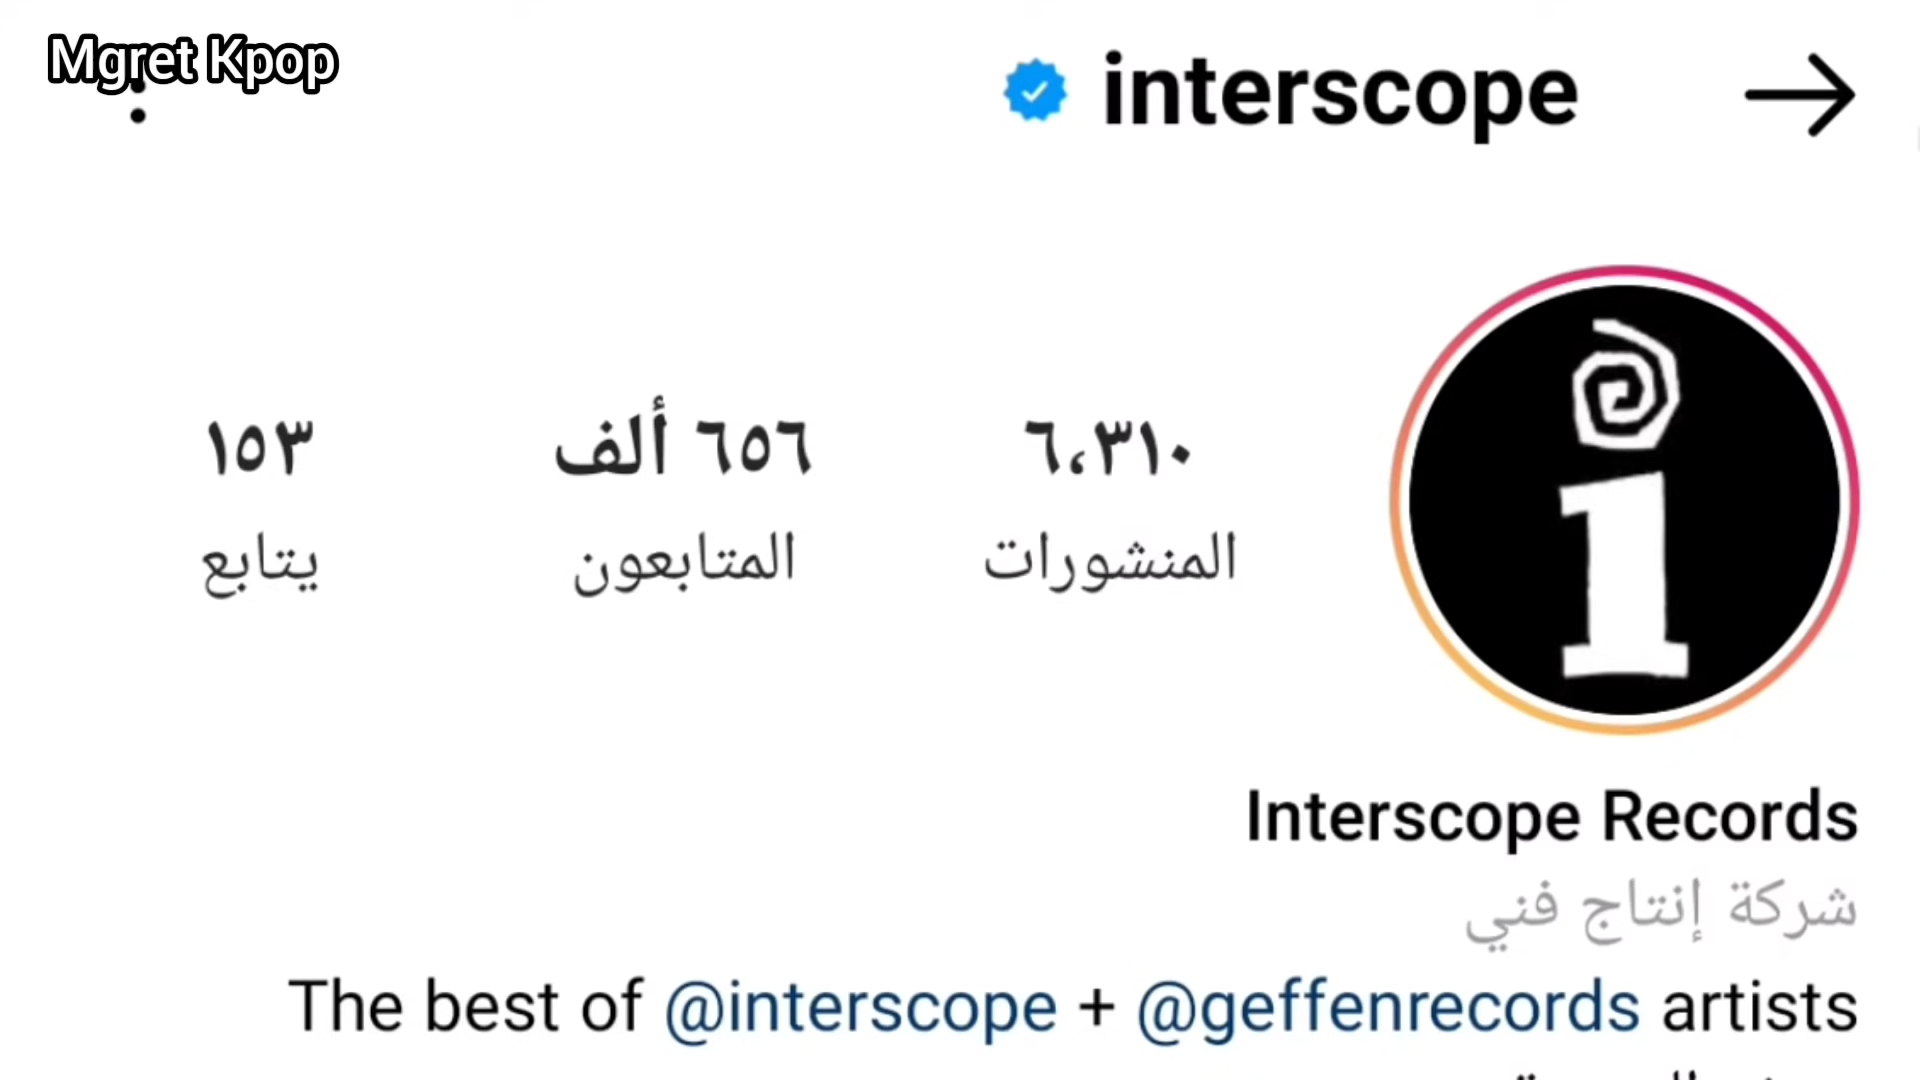 Mgret Kpop
interscope
٦،٣١٠ ٦٥٦ ألف ١٥٣
المنشورات المتابعون يتابع
Interscope Records
شركة إنتاج فني
The best of @interscope + @geffenrecords artists